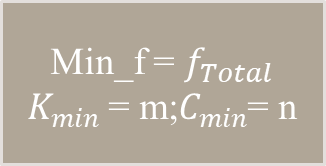 Min_f = f_Total
K_min = m;C_min= n